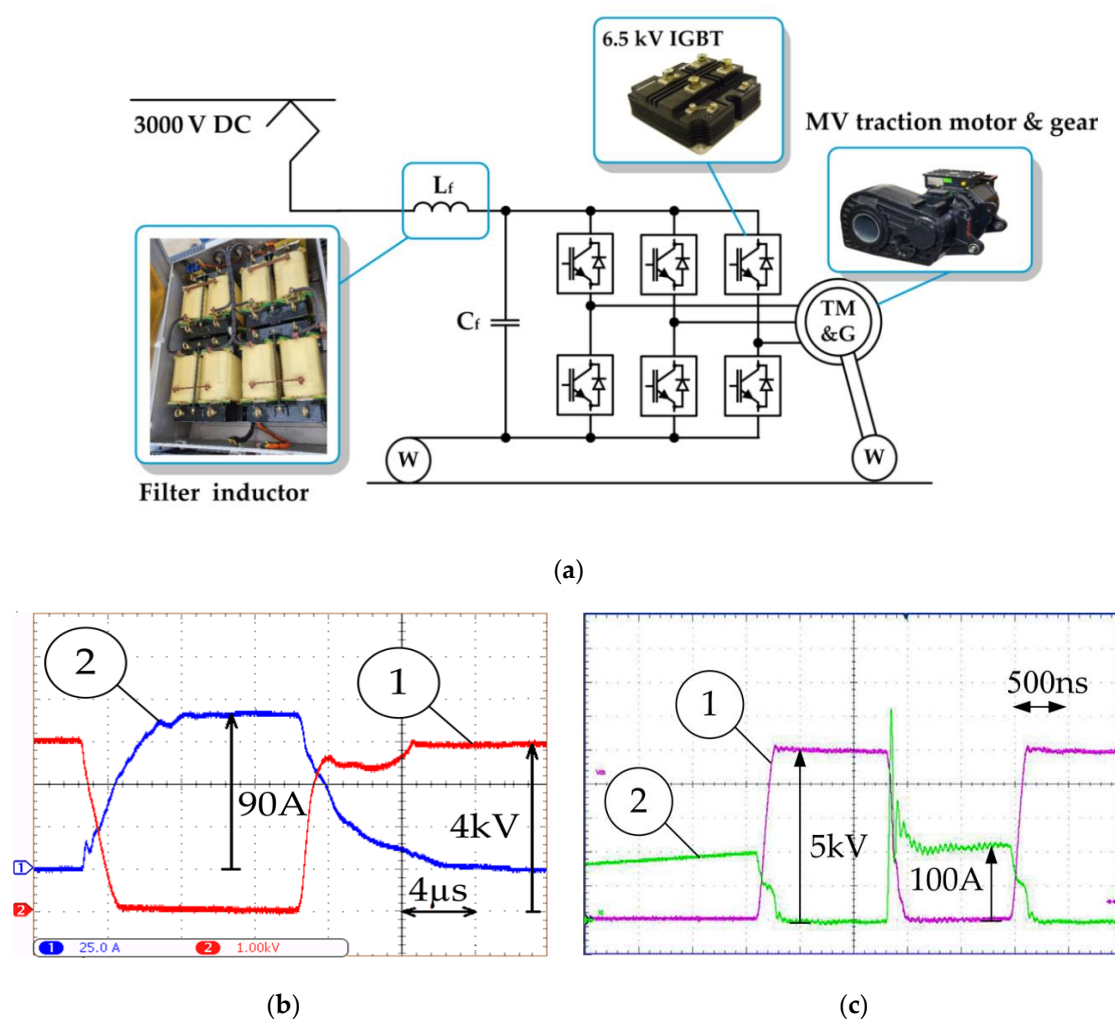 6.5 kV IGBT
3000 V DC
MV traction motor & gear
Lf
Cf
TM
&G
W
W
Filter inductor
(a)
2
1
90A
4kV
4µs
1
2
1 25.0 A 2 1.00kV
(b)
1
500ns
2
5kV
100A
(c)